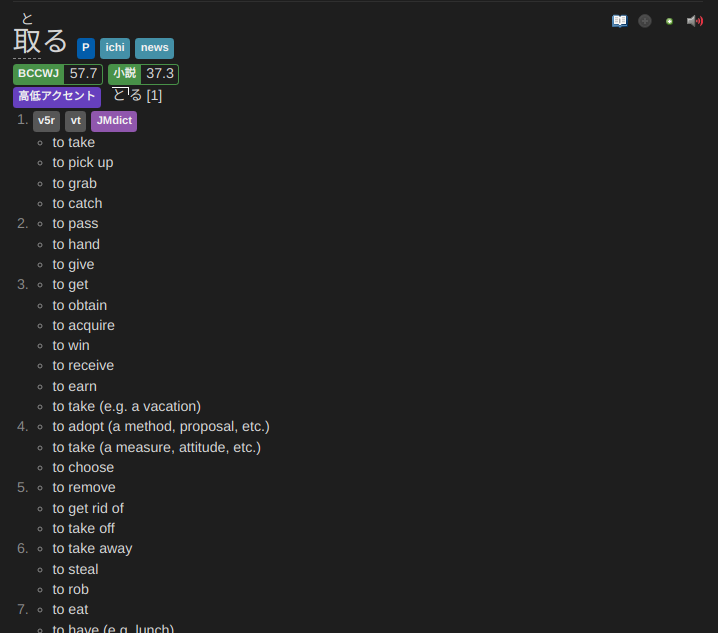 と
取る P ichi news
BCCWJ 57.7 小説 37.3
高低アクセント とる [1]
1. v5r vt JMdict
to take
to pick up
to grab
to catch
2. to pass
to hand
to give
3. to get
to obtain
to acquire
to win
to receive
to earn
to take (e.g. a vacation)
4. to adopt (a method, proposal, etc.)
to take (a measure, attitude, etc.)
to choose
5. to remove
to get rid of
to take off
6. to take away
to steal
to rob
7. to eat
to have (e.g. lunch)